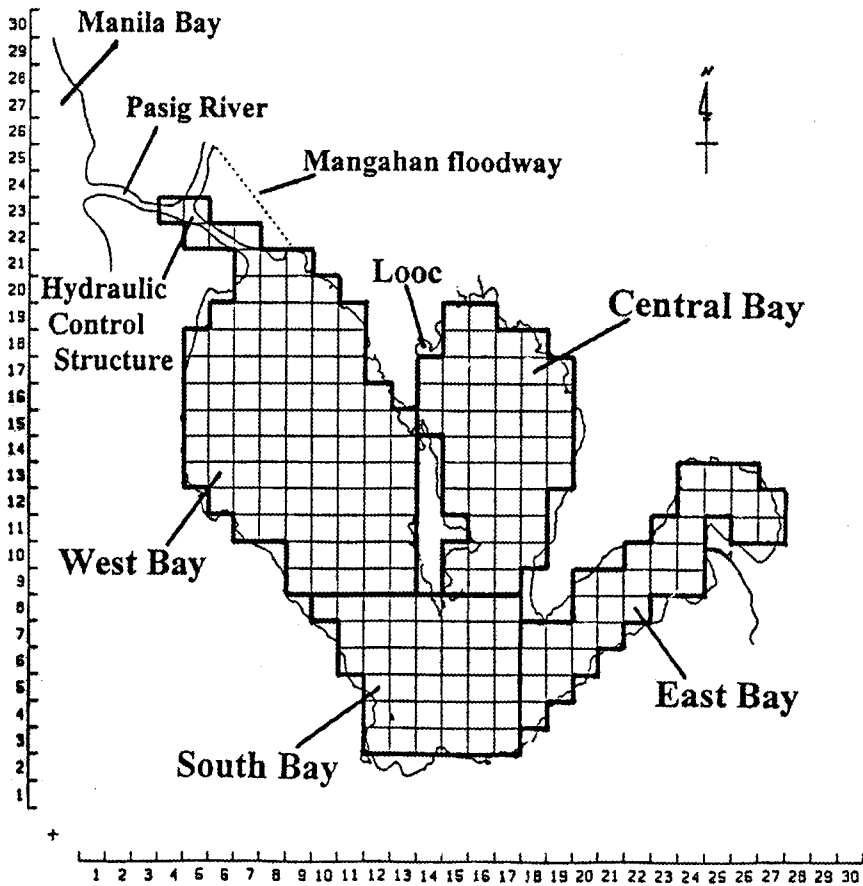 Manila Bay
Pasig River
Mangahan floodway
N
Looc
Central Bay
Hydraulic
Control
Structure
West Bay
East Bay
South Bay
30
29
28
27
26
25
24
23
22
21
20
19
18
17
16
15
14
13
12
11
10
9
8
7
6
5
4
3
2
1
1 2 3 4 5 6 7 8 9 10 11 12 13 14 15 16 17 18 19 20 21 22 23 24 25 26 27 28 29 30